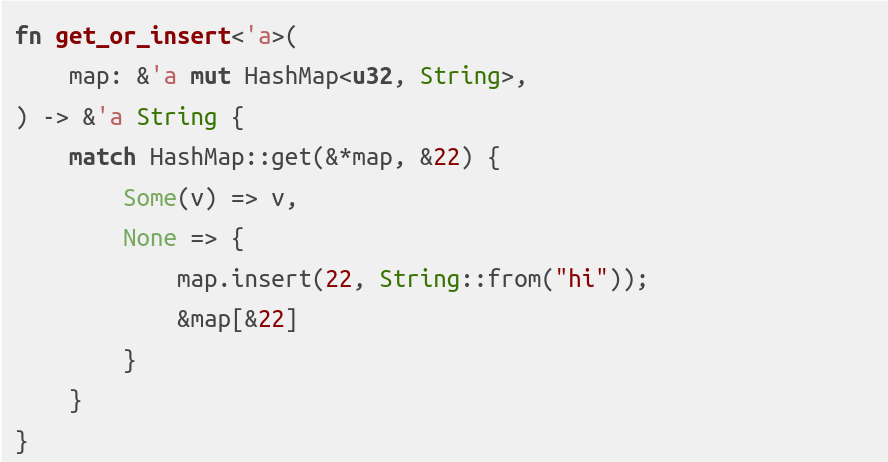 fn get_or_insert<'a>(
    map: &'a mut HashMap<u32, String>,
) -> &'a String {
    match HashMap::get(&*map, &22) {
        Some(v) => v,
        None => {
            map.insert(22, String::from("hi"));
            &map[&22]
        }
    }
}